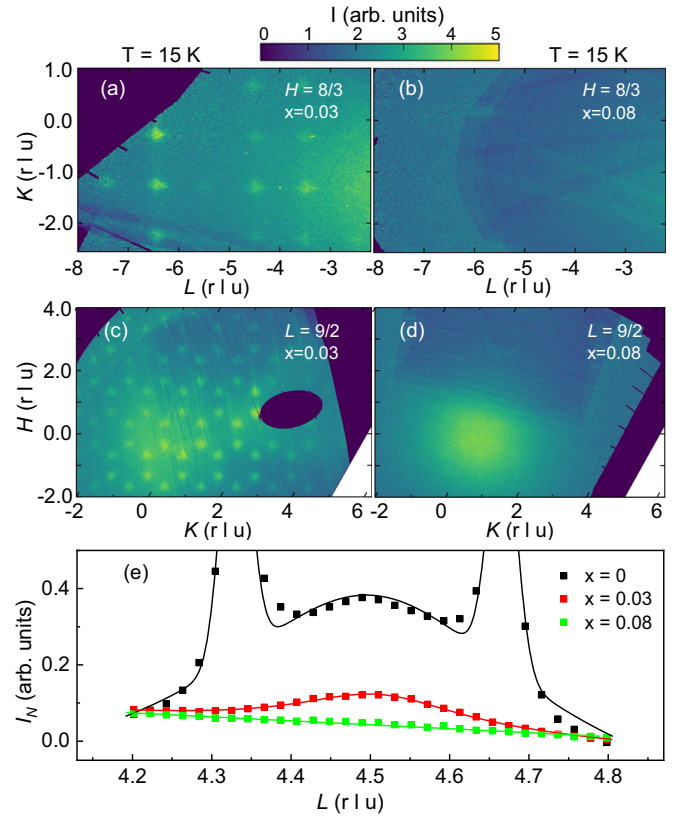 I (arb. units)
T = 15 K
0 1 2 3 4 5
T = 15 K
(a)
H = 8/3
x=0.03
(b)
H = 8/3
x=0.08
1.0
0.0
-1.0
-2.0
K (r l u)
-8 -7 -6 -5 -4 -3
L (r l u)
-8 -7 -6 -5 -4 -3
L (r l u)
(c)
L = 9/2
x=0.03
(d)
L = 9/2
x=0.08
4.0
2.0
0.0
-2.0
H (r l u)
-2 0 2 4 6
K (r l u)
-2 0 2 4 6
K (r l u)
(e)
x = 0
x = 0.03
x = 0.08
0.4
0.2
0.0
I_N (arb. units)
4.2 4.3 4.4 4.5 4.6 4.7 4.8
L (r l u)